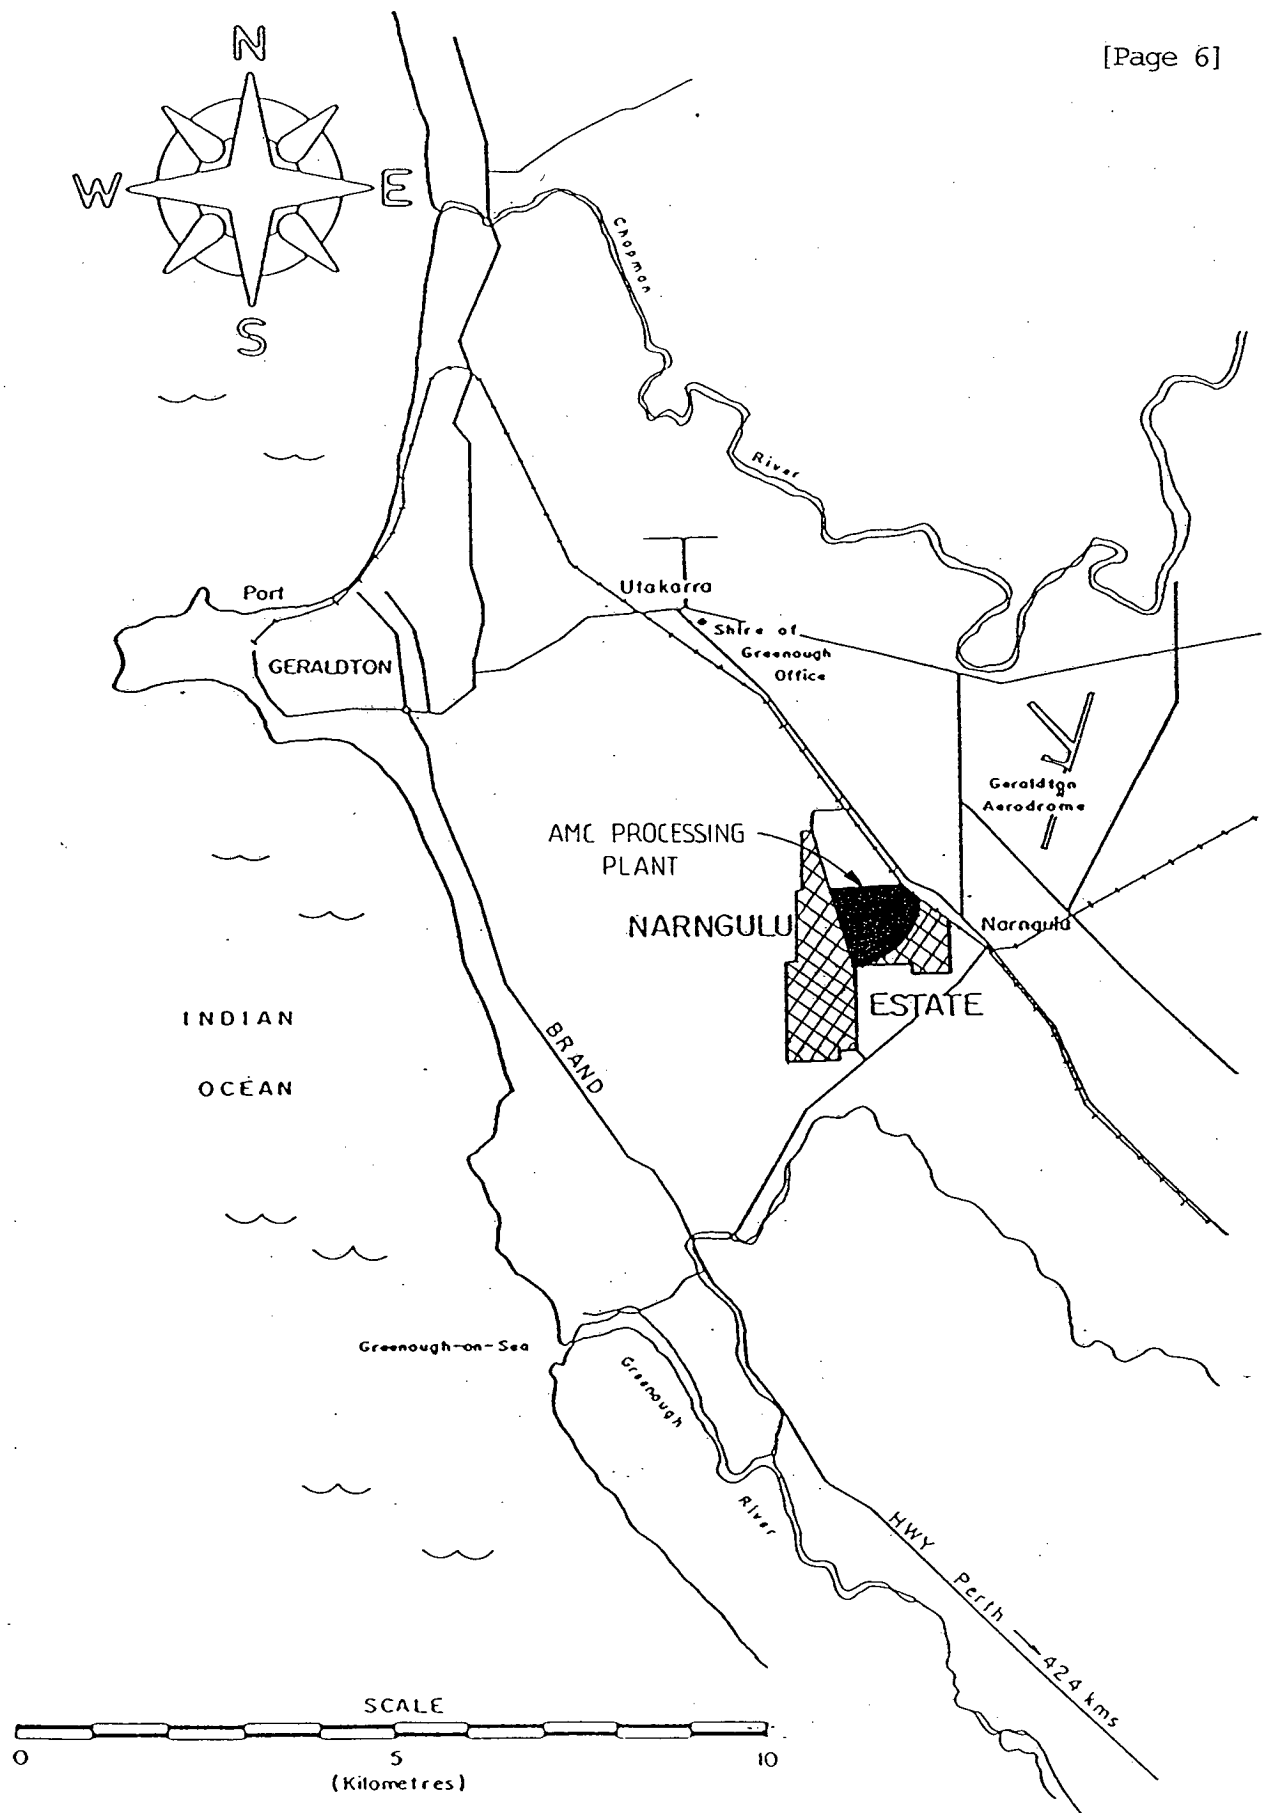 [Page 6]
N
W
E
S
Chapman
River
Port
Utakarra
Shire of
Greenough
Office
GERALDTON
Geraldton
Aerodrome
AMC PROCESSING
PLANT
NARNGULU
Narngulu
ESTATE
INDIAN
OCEAN
BRAND
Greenough-on-Sea
Greenough
River
HWY
Perth
424 kms
SCALE
0
5
10
(Kilometres)